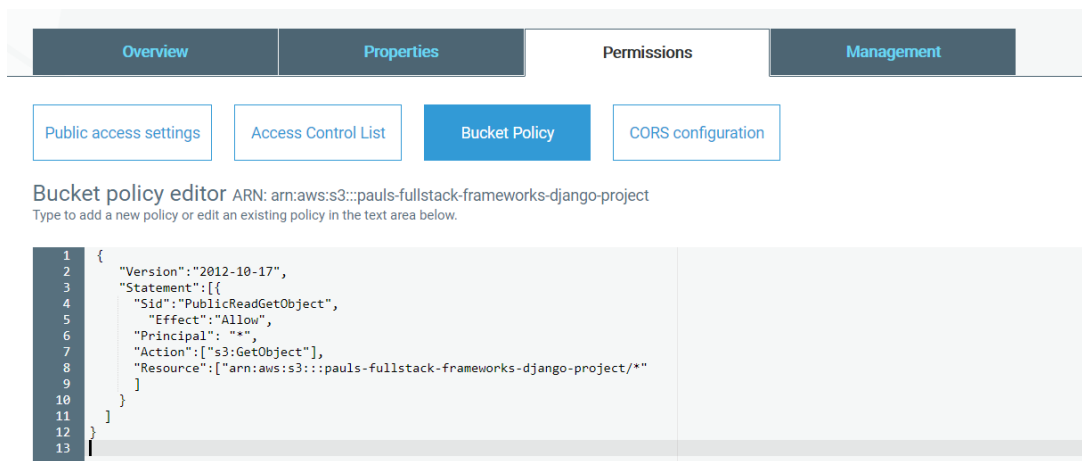 Overview Properties Permissions Management
Public access settings Access Control List Bucket Policy CORS configuration
Bucket policy editor ARN: arn:aws:s3:::pauls-fullstack-frameworks-django-project
Type to add a new policy or edit an existing policy in the text area below.
1 {
2 "Version":"2012-10-17",
3 "Statement":[{
4 "Sid":"PublicReadGetObject",
5 "Effect":"Allow",
6 "Principal": "*",
7 "Action":["s3:GetObject"],
8 "Resource":["arn:aws:s3:::pauls-fullstack-frameworks-django-project/*"
9 ]
10 }
11 ]
12 }
13